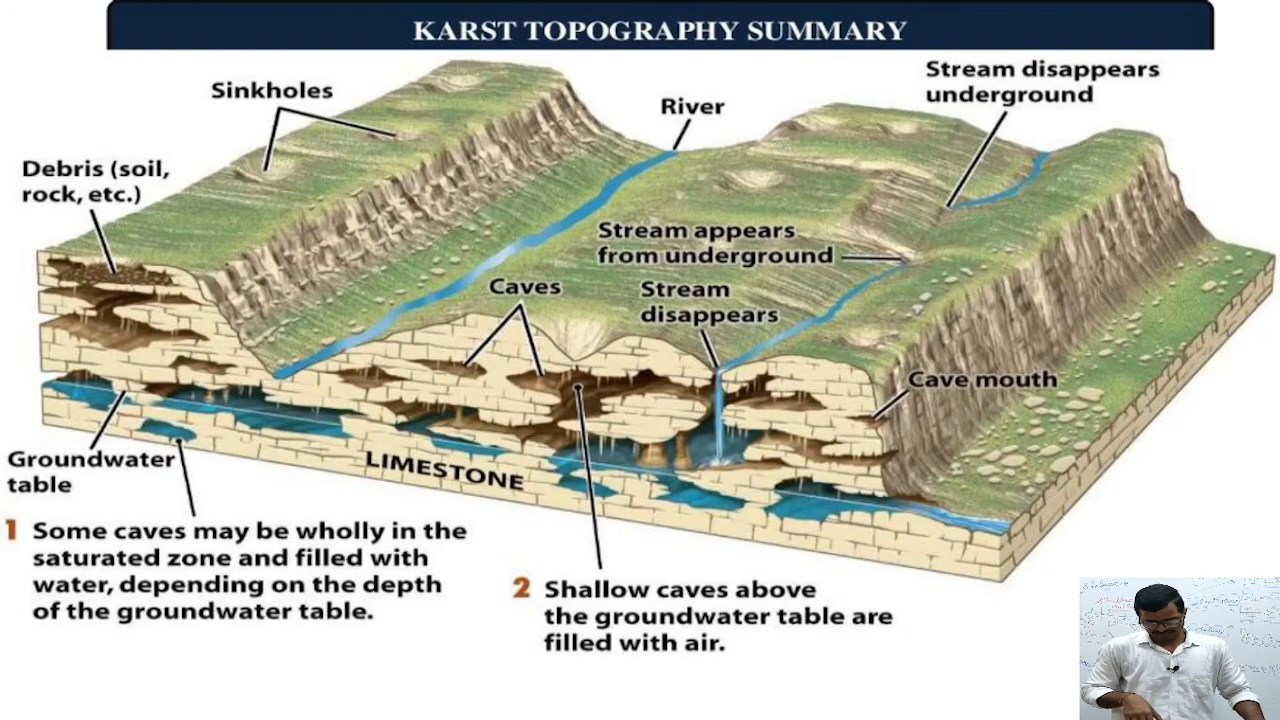 KARST TOPOGRAPHY SUMMARY
Sinkholes
River
Stream disappears
underground
Debris (soil,
rock, etc.)
Stream appears
from underground
Caves
Stream
disappears
Cave mouth
Groundwater
table
LIMESTONE
1 Some caves may be wholly in the
saturated zone and filled with
water, depending on the depth
of the groundwater table.
2 Shallow caves above
the groundwater table are
filled with air.